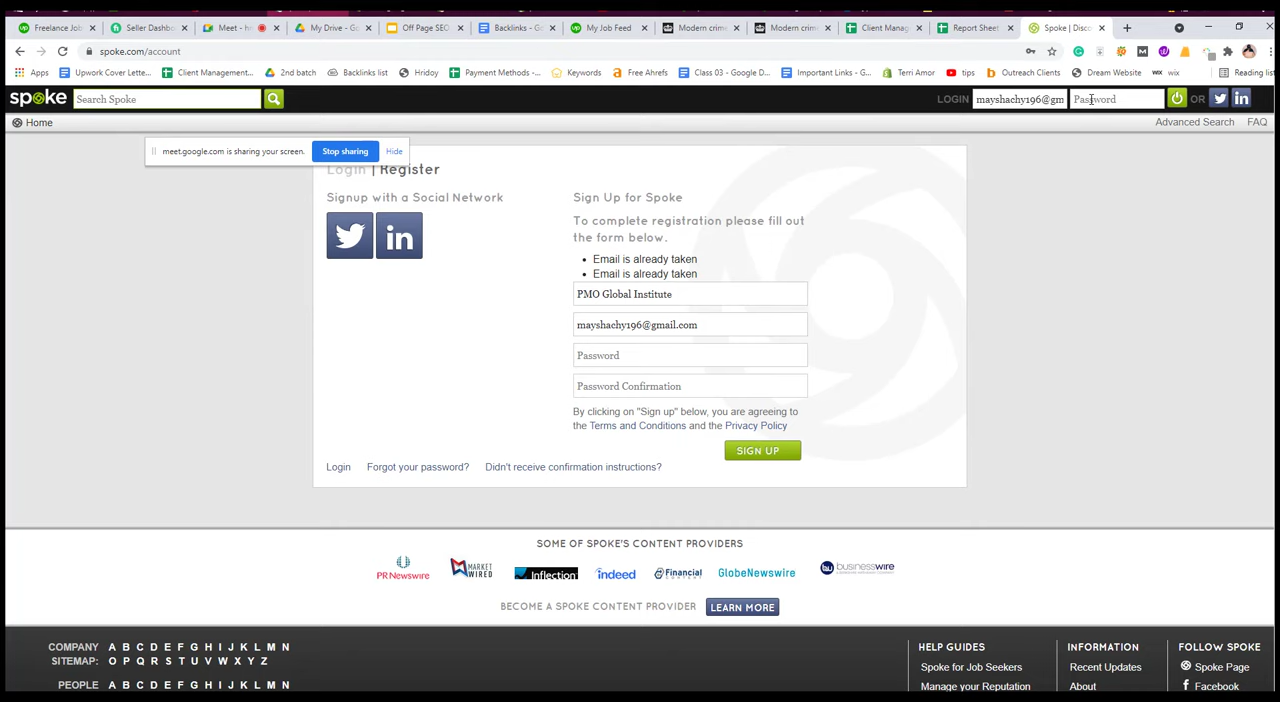 Freelance Job
Seller Dashbo
Meet - h
My Drive - G
Off Page SEO
Backlinks - Go
My Job Feed
Modern crime
Modern crime
Client Manag
Report Sheet
Spoke | Disco
spoke.com/account
Apps
Upwork Cover Lette...
Client Management...
2nd batch
Backlinks list
Hridoy
Payment Methods -...
Keywords
Free Ahrefs
Class 03 - Google D...
Important Links - G...
Terri Amor
tips
Outreach Clients
Dream Website
wix
Reading list
spoke
Search Spoke
LOGIN
mayshachy196@gm
Password
OR
Home
Advanced Search
FAQ
meet.google.com is sharing your screen.
Stop sharing
Hide
Login | Register
Signup with a Social Network
Sign Up for Spoke
To complete registration please fill out
the form below.
Email is already taken
Email is already taken
PMO Global Institute
mayshachy196@gmail.com
Password
Password Confirmation
By clicking on "Sign up" below, you are agreeing to
the Terms and Conditions and the Privacy Policy
SIGN UP
Login
Forgot your password?
Didn't receive confirmation instructions?
SOME OF SPOKE'S CONTENT PROVIDERS
PR Newswire
MARKET WIRED
Inflection
indeed
Financial
GlobeNewswire
businesswire
BECOME A SPOKE CONTENT PROVIDER
LEARN MORE
COMPANY A B C D E F G H I J K L M N
SITEMAP: O P Q R S T U V W X Y Z
PEOPLE A B C D E F G H I J K L M N
HELP GUIDES
Spoke for Job Seekers
Manage your Reputation
INFORMATION
Recent Updates
About
FOLLOW SPOKE
Spoke Page
Facebook